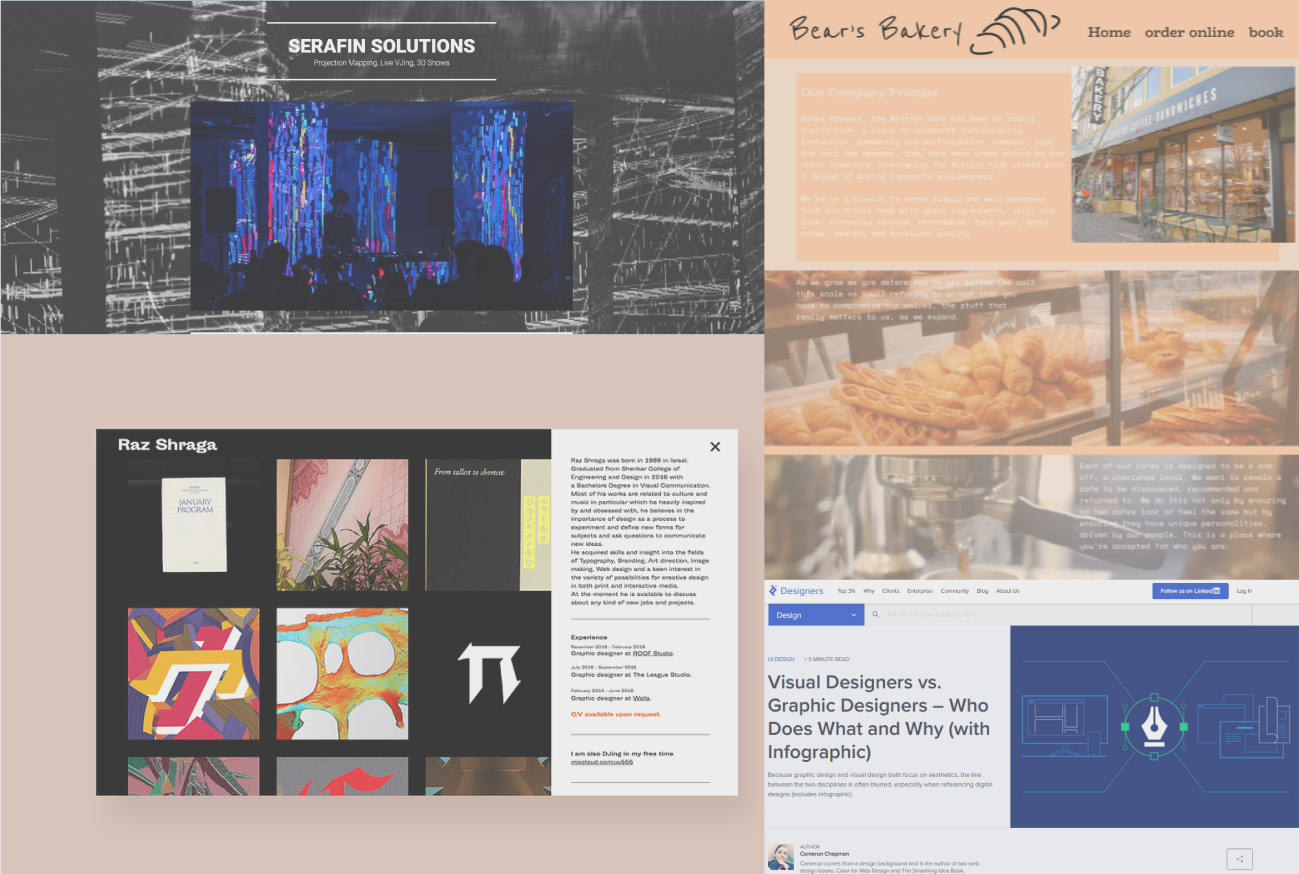 SERAFIN SOLUTIONS
Projection Mapping, Live VJing, 3D Shows
Raz Shraga
JANUARY
PROGRAM
From tallest to shortest:
Raz Shraga was born in 1989 in Israel.
Graduated from Shenkar College of
Engineering and Design in 2016 with
a Bachelors Degree in Visual Communication.
Most of his works are related to culture and
music in particular which he heavily inspired
by and obsessed with, he believes in the
importance of design as a process to
experiment and define new forms for
subjects and ask questions to communicate
new ideas.
He acquired skills and insight into the fields
of Typography, Branding, Art direction, Image
making, Web design and a keen interest in
the variety of possibilities for creative design
in both print and interactive media.
At the moment he is available to discuss
about any kind of new jobs and projects.
Experience
November 2016 - February 2018
Graphic designer at ROOF Studio.
July 2016 - September 2016
Graphic designer at The League Studio.
February 2014 - June 2016
Graphic designer at Walla.
C/V available upon request.
I am also DJing in my free time
mixcloud.com:uv555
Bear's Bakery
Home order online book
BAKERY
COFFEE-SANDWICHES
Our Company Promise
Since forever, the British café has been an iconic
institution, a place to celebrate individuality,
innovation, community and participation. However, over
the last few decades, they have been under attack by the
chain invasions threatening the British high street with
a deluge of boring corporate soullessness.
We're on a mission to serve simply and well-prepared
food and drinks made with great ingredients, skill and
love. Ethically sourced, affordable, feel good, great
value, healthy and excellent quality.
As we grow we are determined to get better (we call
this scale vs soul) refusing to accept that you
have to compromise our values, the stuff that
really matters to us, as we expand.
Each of our cafes is designed to be a one-
off, a cherished local. We want to remain a
cafe to be discovered, recommended and
returned to. We do this not only by ensuring
no two cafes look or feel the same but by
ensuring they have unique personalities,
driven by our people. This is a place where
you're accepted for who you are.
Designers Top 3% Why Clients Enterprise Community Blog About Us Follow us on Linked in Log In
Design What are you looking for?
UI DESIGN ≈ 5 MINUTE READ
Visual Designers vs.
Graphic Designers – Who
Does What and Why (with
Infographic)
Because graphic design and visual design both focus on aesthetics, the line
between the two disciplines is often blurred, especially when referencing digital
designs (includes infographic).
AUTHOR
Cameron Chapman
Cameron comes from a design background and is the author of two web
design books: Color for Web Design and The Smashing Idea Book.